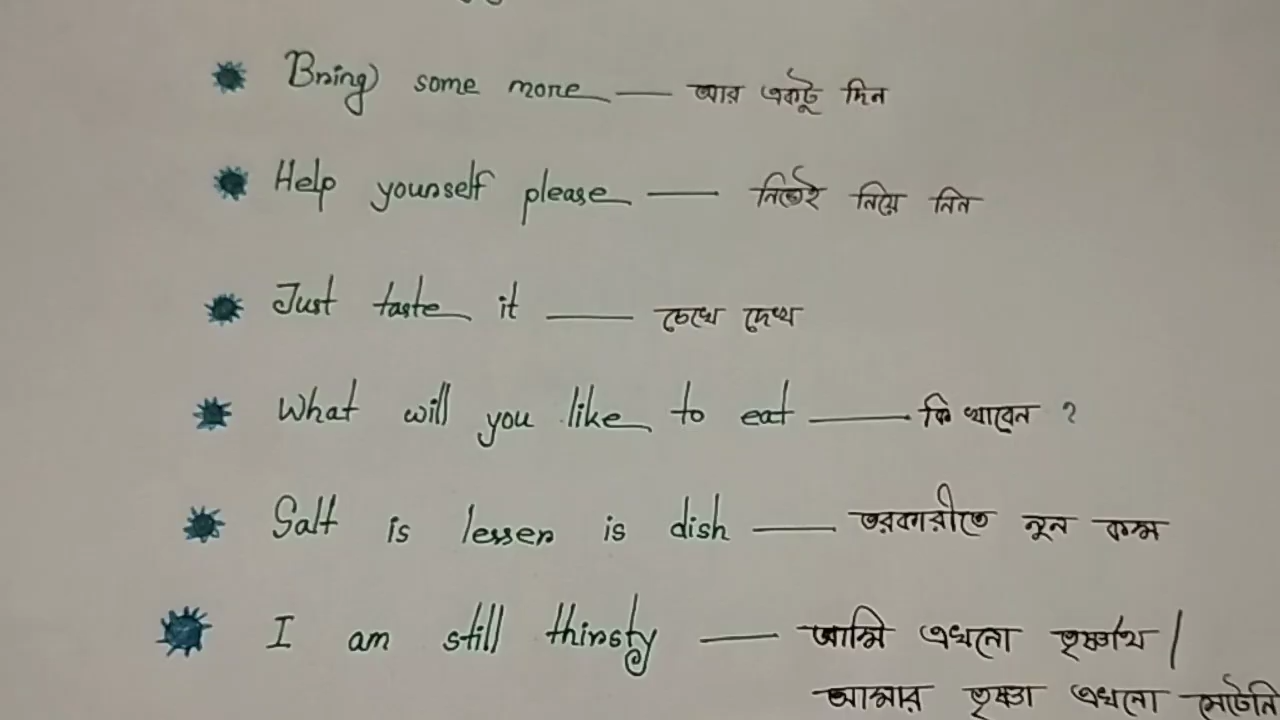 Bring some more — আর একটু দিন
Help yourself please — নিজেই নিয়ে নিন
Just taste it — চেখে দেখ
What will you like to eat — কি খাবেন ?
Salt is lesser is dish — তরকারীতে নুন কম
I am still thirsty — আমি এখনো তৃষ্ণার্থ |
আমার তৃষ্ণা এখনো মেটেনি